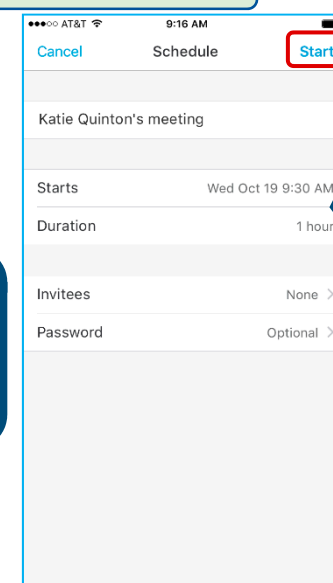 AT&T 9:16 AM
Cancel Schedule Start
Katie Quinton's meeting
Starts Wed Oct 19 9:30 AM
Duration 1 hour
Invitees None
Password Optional